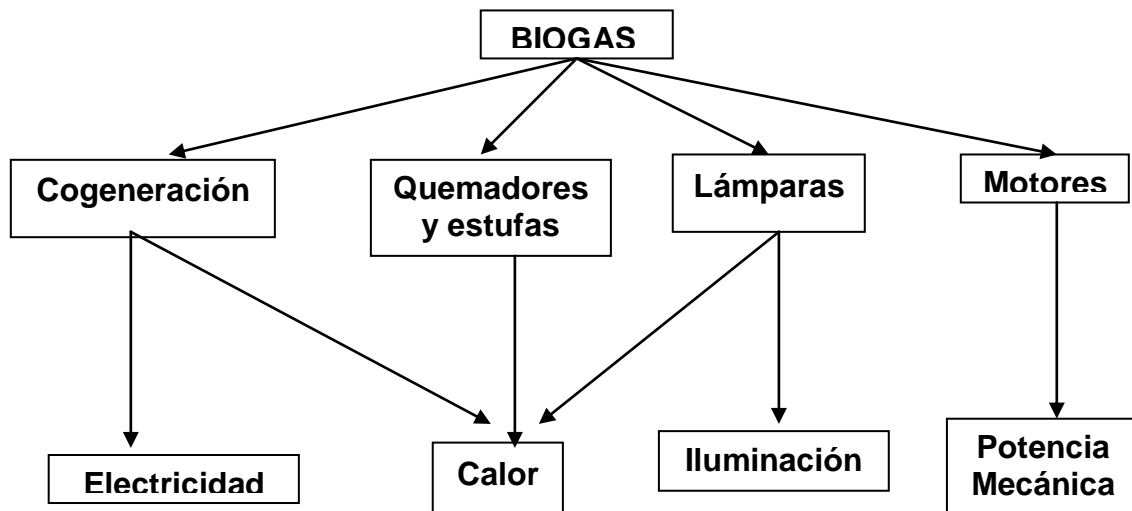 BIOGAS
Cogeneración
Quemadores
y estufas
Lámparas
Motores
Electricidad
Calor
Iluminación
Potencia
Mecánica